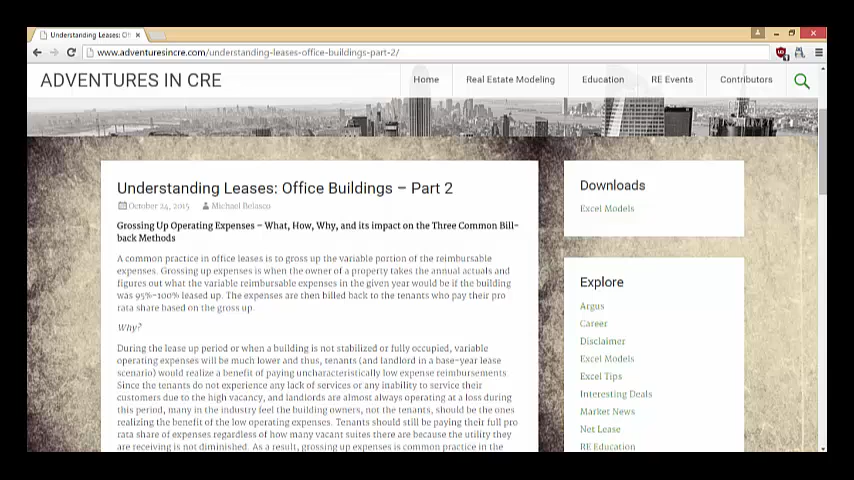 Understanding Leases: Of
www.adventuresincre.com/understanding-leases-office-buildings-part-2/
ADVENTURES IN CRE
Home Real Estate Modeling Education RE Events Contributors
Understanding Leases: Office Buildings – Part 2
October 24, 2015 Michael Belasco
Grossing Up Operating Expenses – What, How, Why, and its impact on the Three Common Bill-
back Methods
A common practice in office leases is to gross up the variable portion of the reimbursable
expenses. Grossing up expenses is when the owner of a property takes the annual actuals and
figures out what the variable reimbursable expenses in the given year would be if the building
was 95%-100% leased up. The expenses are then billed back to the tenants who pay their pro
rata share based on the gross up.
Why?
During the lease up period or when a building is not stabilized or fully occupied, variable
operating expenses will be much lower and thus, tenants (and landlord in a base-year lease
scenario) would realize a benefit of paying uncharacteristically low expense reimbursements.
Since the tenants do not experience any lack of services or any inability to service their
customers due to the high vacancy, and landlords are almost always operating at a loss during
this period, many in the industry feel the building owners, not the tenants, should be the ones
realizing the benefit of the low operating expenses. Tenants should still be paying their full pro
rata share of expenses regardless of how many vacant suites there are because the utility they
are receiving is not diminished. As a result, grossing up expenses is common practice in the
Downloads
Excel Models
Explore
Argus
Career
Disclaimer
Excel Models
Excel Tips
Interesting Deals
Market News
Net Lease
RE Education